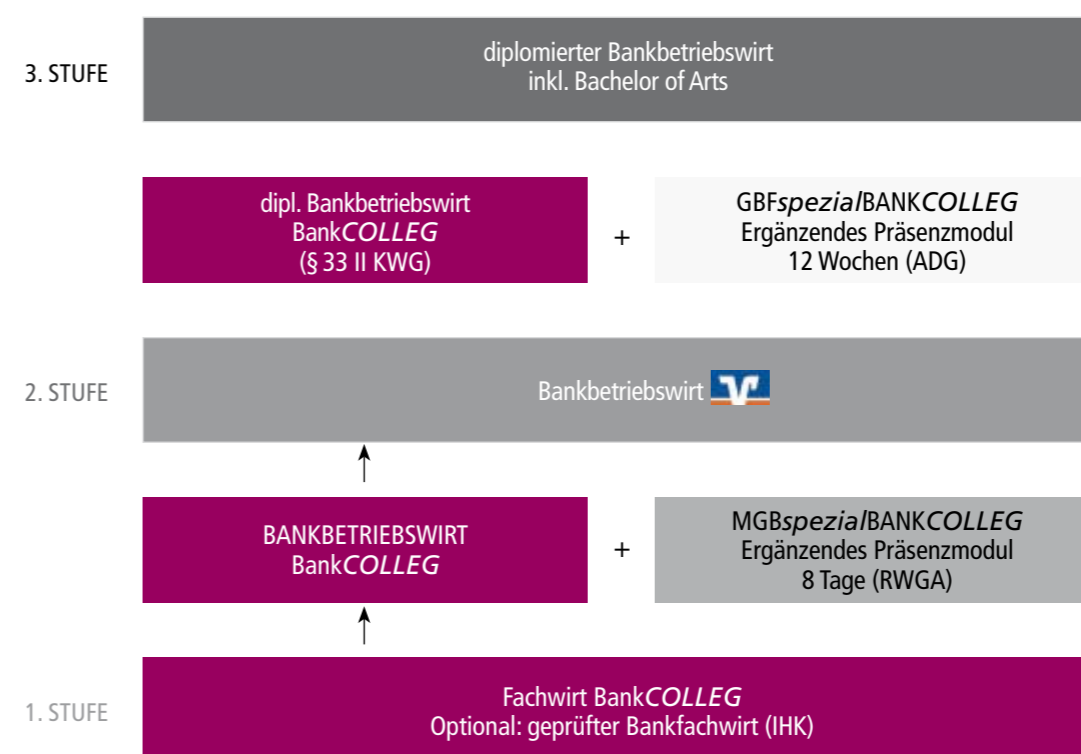 3. STUFE
diplomierter Bankbetriebswirt
inkl. Bachelor of Arts
dipl. Bankbetriebswirt
BankCOLLEG
(§ 33 II KWG)
+
GBFspezialBANKCOLLEG
Ergänzendes Präsenzmodul
12 Wochen (ADG)
2. STUFE
Bankbetriebswirt
BANKBETRIEBSWIRT
BankCOLLEG
+
MGBspezialBANKCOLLEG
Ergänzendes Präsenzmodul
8 Tage (RWGA)
1. STUFE
Fachwirt BankCOLLEG
Optional: geprüfter Bankfachwirt (IHK)